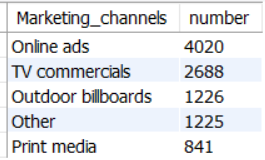 Marketing_channels number
Online ads 4020
TV commercials 2688
Outdoor billboards 1226
Other 1225
Print media 841